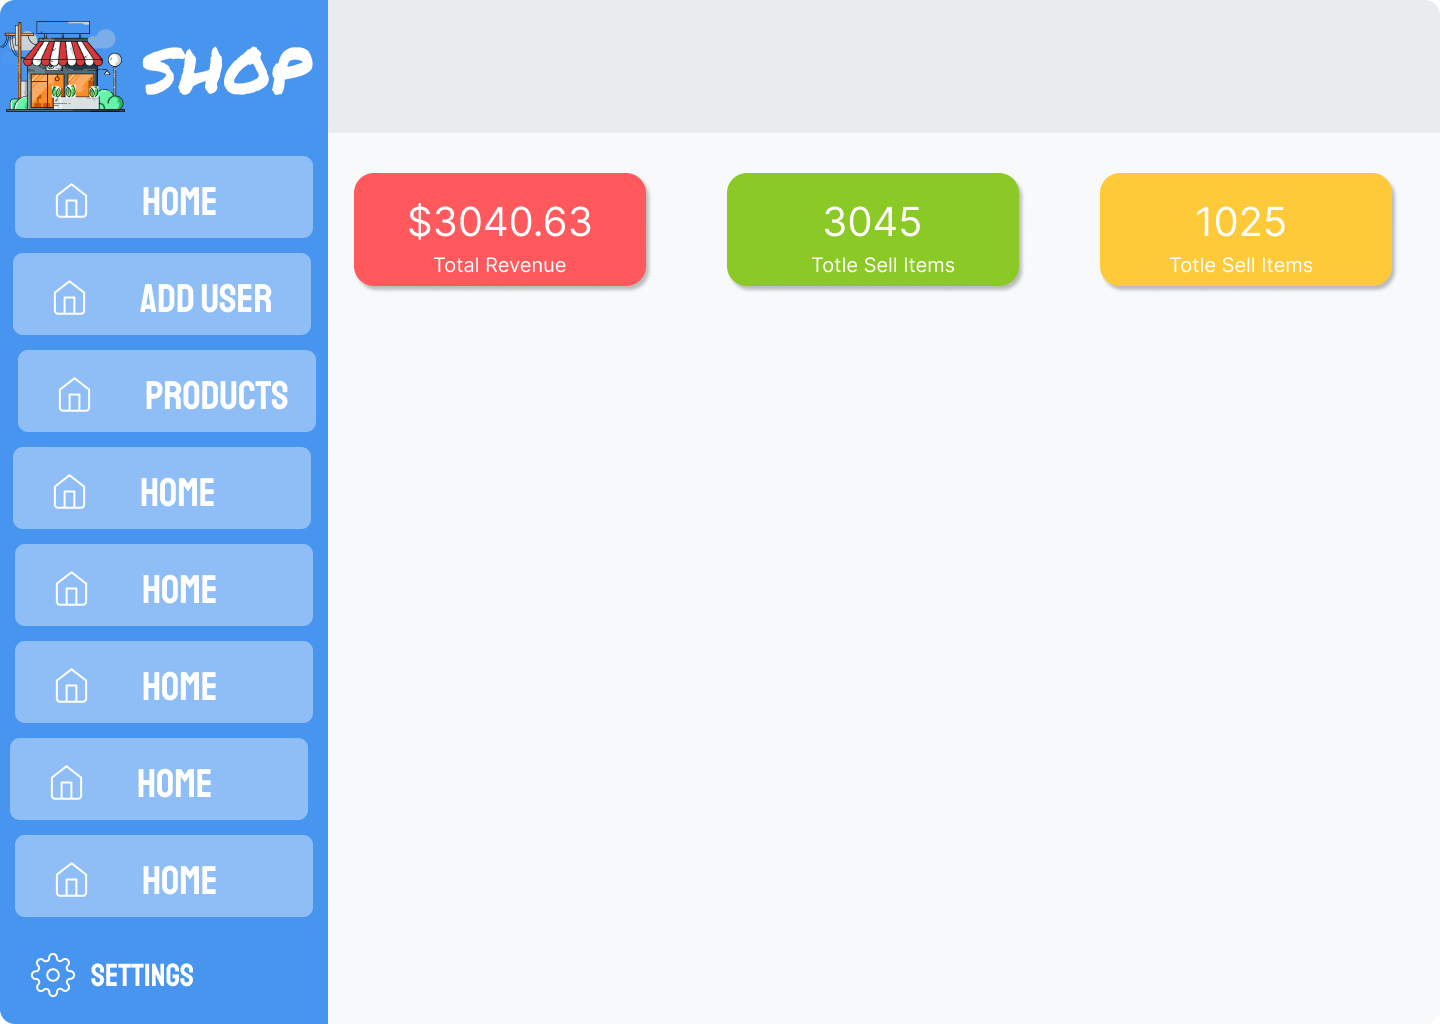 SHOP
HOME
ADD USER
PRODUCTS
HOME
HOME
HOME
HOME
HOME
SETTINGS
$3040.63
Total Revenue
3045
Totle Sell Items
1025
Totle Sell Items